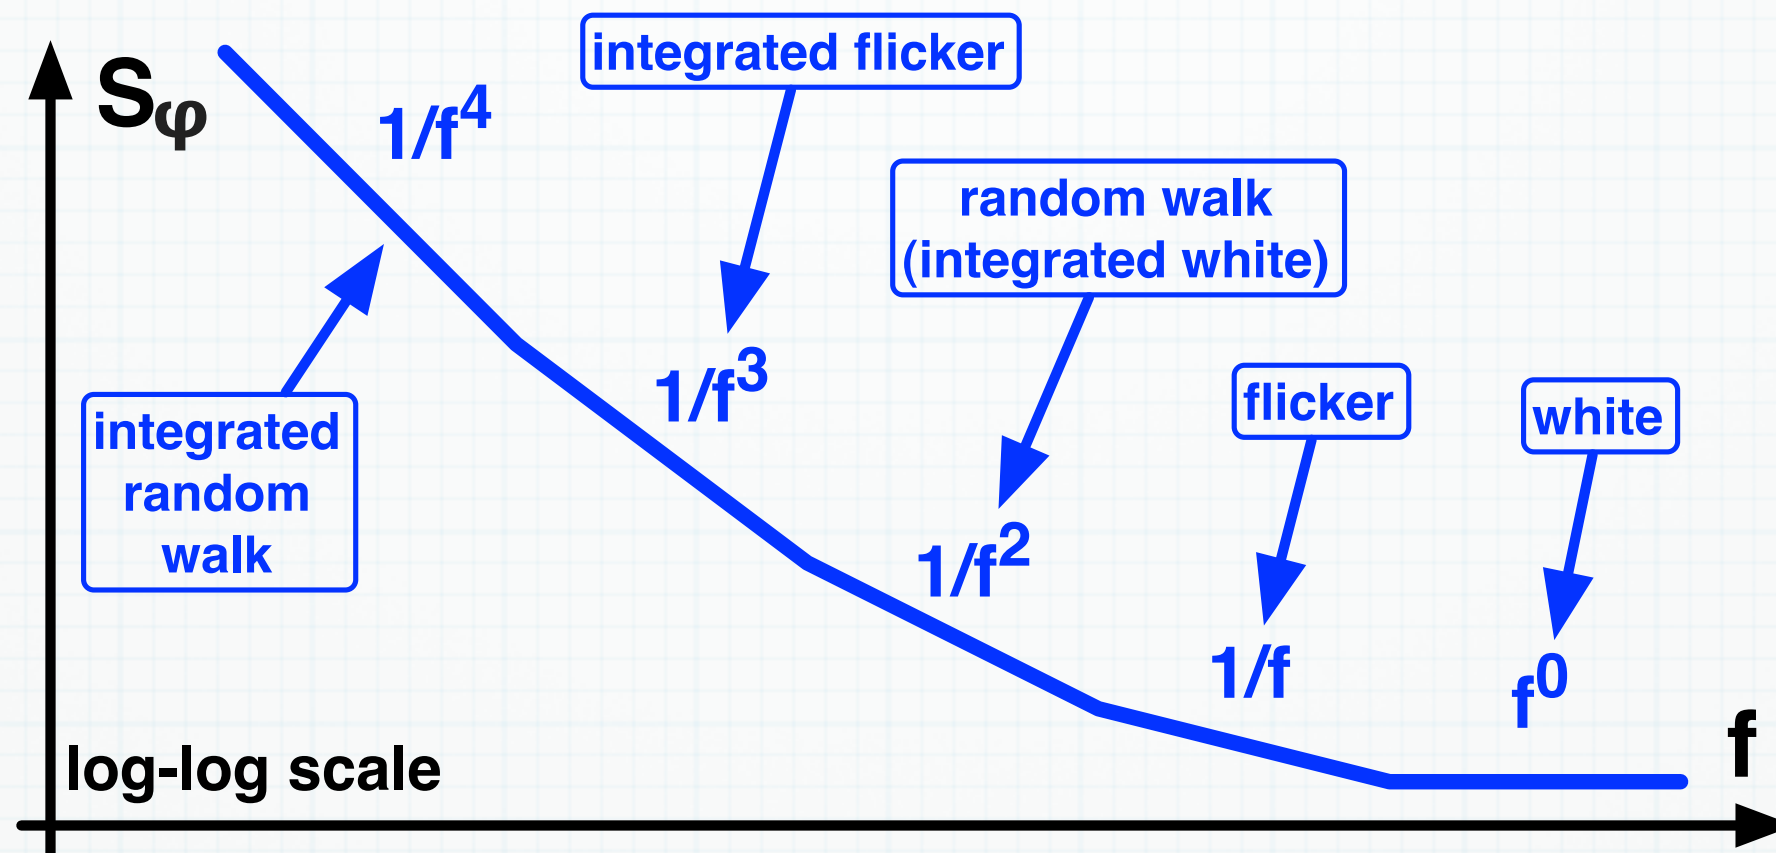 Sφ
1/f⁴
integrated flicker
random walk
(integrated white)
1/f³
integrated
random
walk
flicker
white
1/f²
1/f
f⁰
f
log-log scale